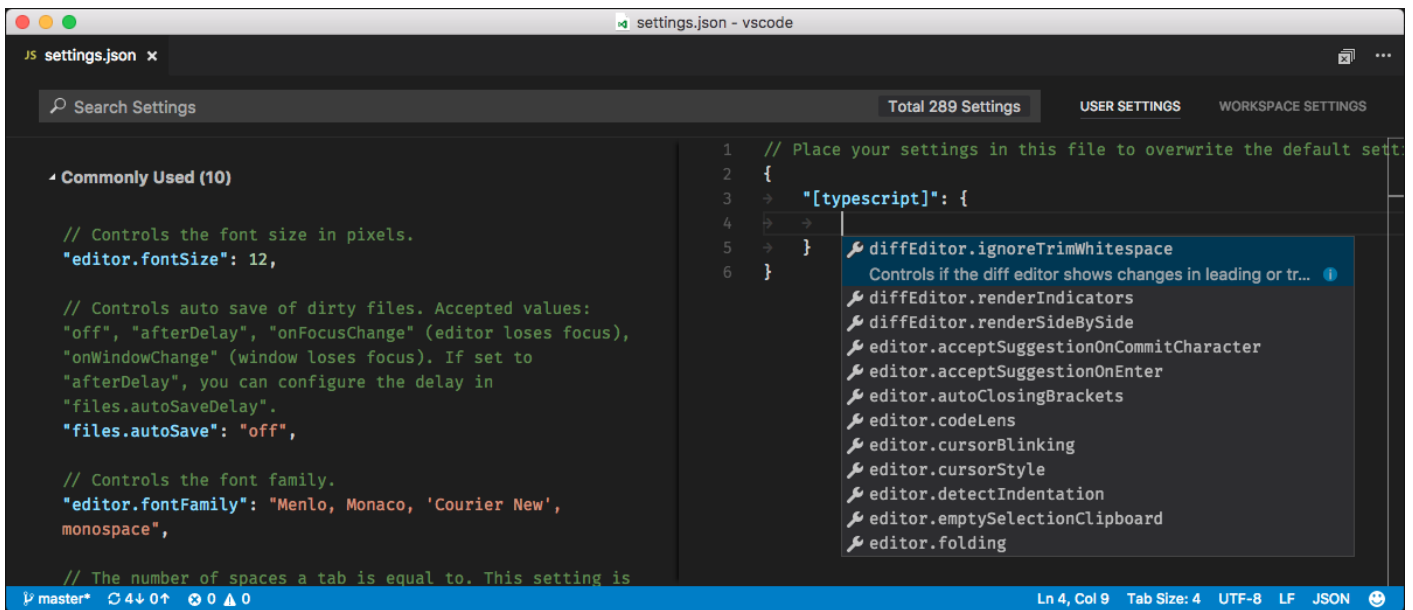 settings.json - vscode
JS settings.json ×
Search Settings
Total 289 Settings
USER SETTINGS
WORKSPACE SETTINGS
Commonly Used (10)
// Controls the font size in pixels.
"editor.fontSize": 12,
// Controls auto save of dirty files. Accepted values:
"off", "afterDelay", "onFocusChange" (editor loses focus),
"onWindowChange" (window loses focus). If set to
"afterDelay", you can configure the delay in
"files.autoSaveDelay".
"files.autoSave": "off",
// Controls the font family.
"editor.fontFamily": "Menlo, Monaco, 'Courier New',
monospace",
// The number of spaces a tab is equal to. This setting is
1 // Place your settings in this file to overwrite the default sett
2 {
3 "[typescript]": {
4
5 }
6 }
diffEditor.ignoreTrimWhitespace
Controls if the diff editor shows changes in leading or tr...
diffEditor.renderIndicators
diffEditor.renderSideBySide
editor.acceptSuggestionOnCommitCharacter
editor.acceptSuggestionOnEnter
editor.autoClosingBrackets
editor.codeLens
editor.cursorBlinking
editor.cursorStyle
editor.detectIndentation
editor.emptySelectionClipboard
editor.folding
master* 4↓ 0↑ 0 0
Ln 4, Col 9 Tab Size: 4 UTF-8 LF JSON